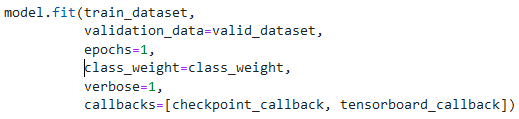 model.fit(train_dataset,
validation_data=valid_dataset,
epochs=1,
class_weight=class_weight,
verbose=1,
callbacks=[checkpoint_callback, tensorboard_callback])